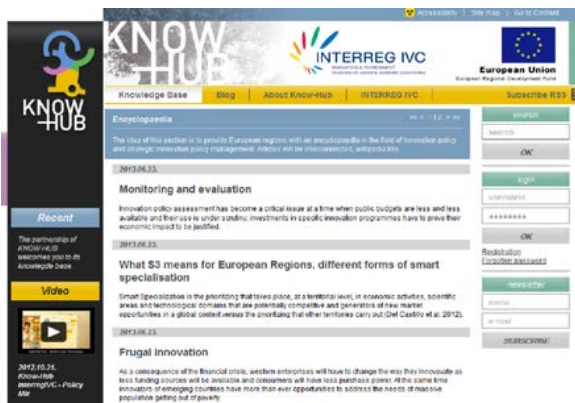 Accessibility | Site map | Go to Content
KNOW
HUB
KNOW
HUB
INTERREG IVC
INNOVATION & ENVIRONMENT
REGIONS OF EUROPE SHARING SOLUTIONS
European Union
European Regional Development Fund
Knowledge Base
Blog
About Know-Hub
INTERREG IVC
Subscribe RSS
Encyclopaedia
The idea of this section is to provide European regions with an encyclopaedia in the field of innovation policy
and strategic innovation policy management. Articles will be interconnected, wikipedia like.
2013.06.23.
Monitoring and evaluation
Innovation policy assessment has become a critical issue at a time when public budgets are less and less
available and their use is under scrutiny: investments in specific innovation programmes have to prove their
economic impact to be justified.
2013.06.23.
What S3 means for European Regions, different forms of smart
specialisation
Smart Specialization is the prioritizing that takes place, at a territorial level, in economic activities, scientific
areas and technological domains that are potentially competitive and generators of new market
opportunities in a global context versus the prioritizing that other territories carry out (Del Castillo et al. 2012).
2013.06.23.
Frugal innovation
As a consequence of the financial crisis, western enterprises will have to change the way they innovate as
less funding sources will be available and consumers will have less purchase power. At the same time
innovators of emerging countries have more than ever opportunities to address the needs of massive
population getting out of poverty.
Recent
The partnership of
KNOW-HUB
welcomes you to its
knowledge base.
Video
2012.10.31.
Know-Hub
InterregIVC - Policy
Mix
search
search
OK
login
username
OK
Registration
Forgotten password
newsletter
name
e-mail
SUBSCRIBE